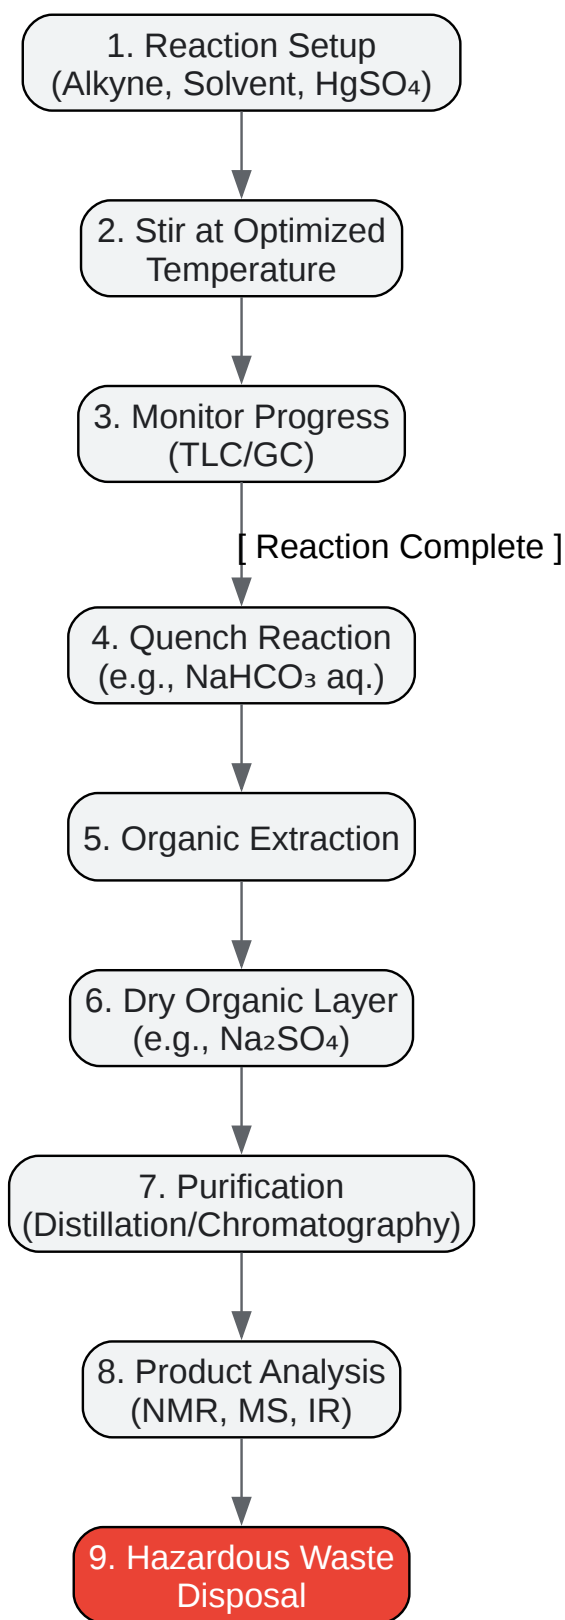 1. Reaction Setup
(Alkyne, Solvent, HgSO₄)
2. Stir at Optimized
Temperature
3. Monitor Progress
(TLC/GC)
[ Reaction Complete ]
4. Quench Reaction
(e.g., NaHCO₃ aq.)
5. Organic Extraction
6. Dry Organic Layer
(e.g., Na₂SO₄)
7. Purification
(Distillation/Chromatography)
8. Product Analysis
(NMR, MS, IR)
9. Hazardous Waste
Disposal